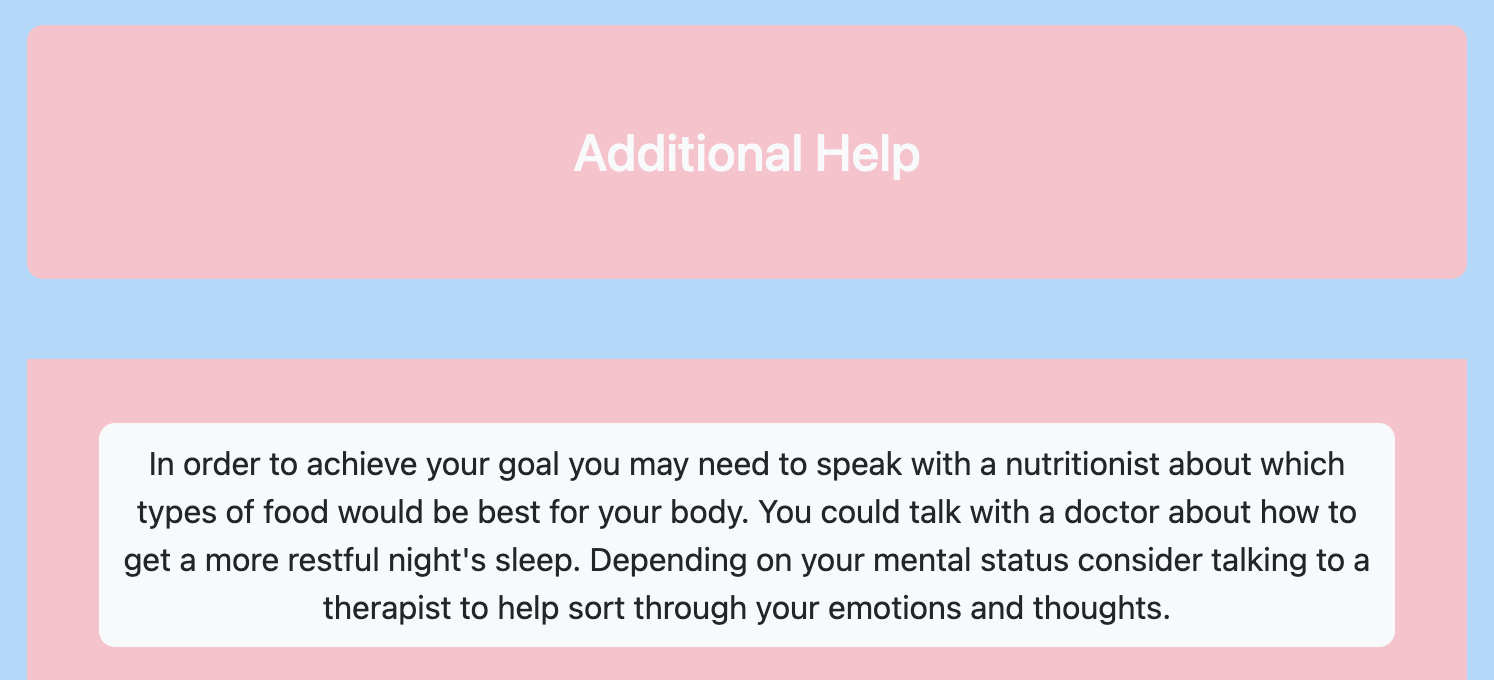 Additional Help
In order to achieve your goal you may need to speak with a nutritionist about which
types of food would be best for your body. You could talk with a doctor about how to
get a more restful night's sleep. Depending on your mental status consider talking to a
therapist to help sort through your emotions and thoughts.